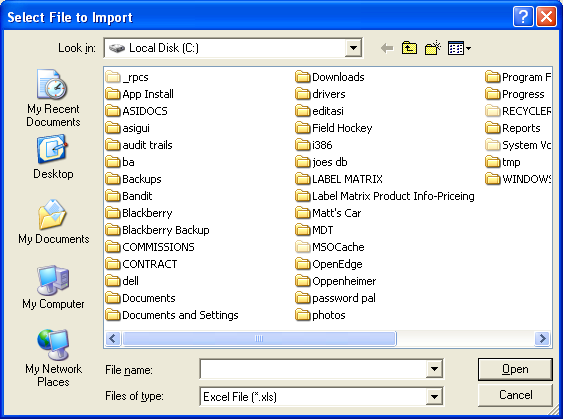 Select File to Import
Look in:
Local Disk (C:)
My Recent
Documents
Desktop
My Documents
My Computer
My Network
Places
_rpcs
App Install
ASIDOCS
asigui
audit trails
ba
Backups
Bandit
Blackberry
Blackberry Backup
COMMISSIONS
CONTRACT
dell
Documents
Documents and Settings
Downloads
drivers
editasi
Field Hockey
i386
joes db
LABEL MATRIX
Label Matrix Product Info-Priceing
Matt's Car
MDT
MSOCache
OpenEdge
Oppenheimer
password pal
photos
Program F
Progress
RECYCLER
Reports
System Vo
tmp
WINDOWS
File name:
Open
Files of type:
Excel File (*.xls)
Cancel